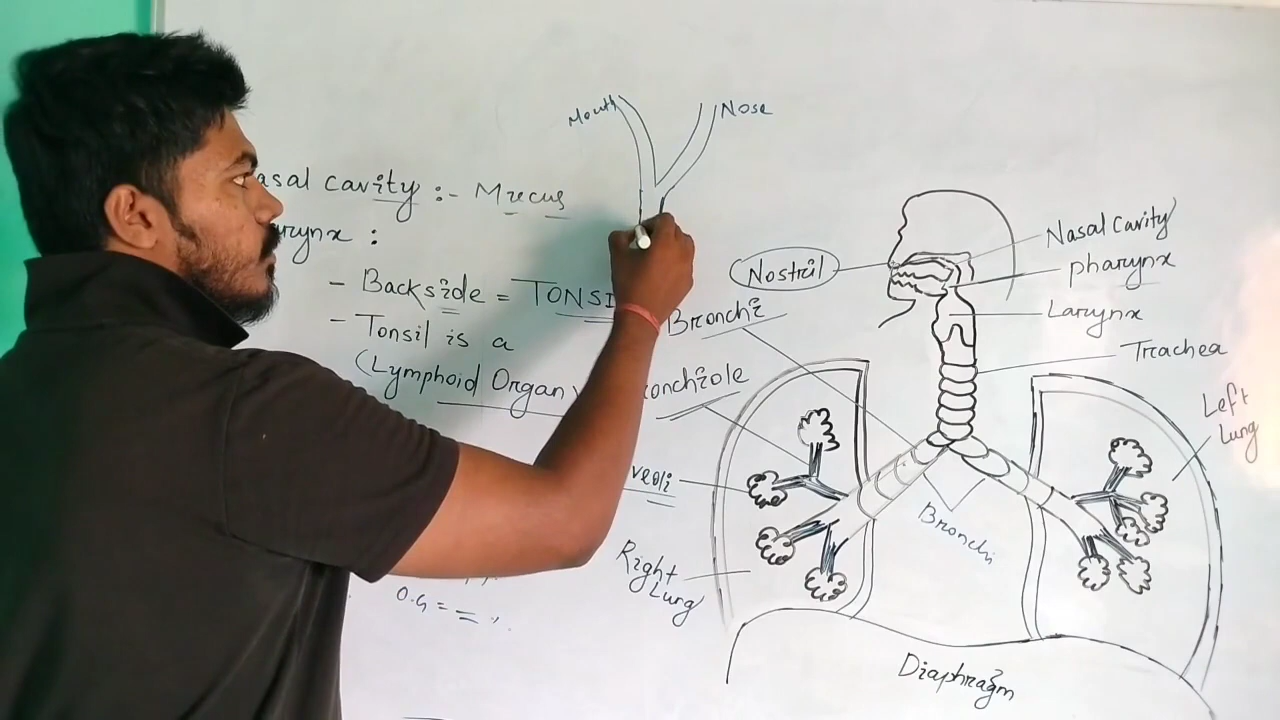 Mouth
Nose
asal cavity :- Mucus
arynx :
- Backside = TONSI
- Tonsil is a
(Lymphoid Organ
Nostril
Nasal cavity
pharynx
Larynx
Trachea
Bronchi
onchiole
Left
Lung
veoli
Bronchi
Right
Lung
Diaphragm